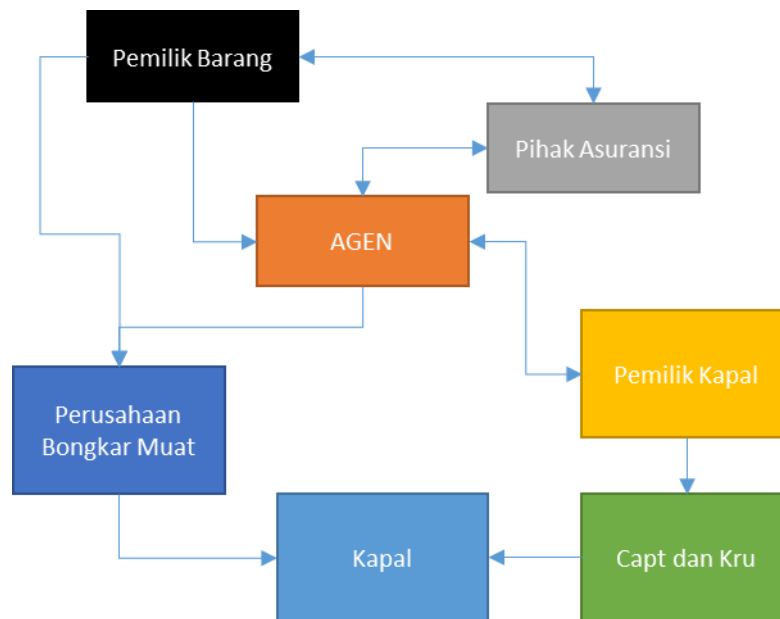 Pemilik Barang
Pihak Asuransi
AGEN
Pemilik Kapal
Perusahaan
Bongkar Muat
Kapal
Capt dan Kru